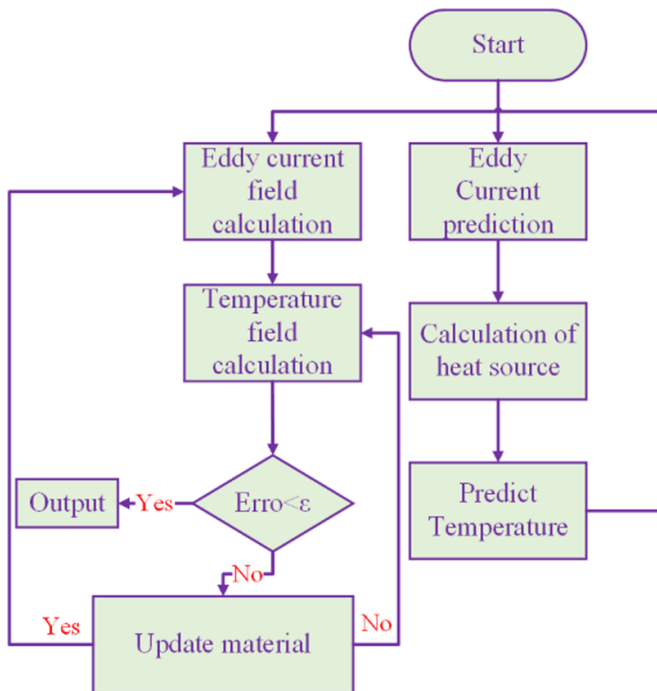 Start
Eddy current
field
calculation
Eddy
Current
prediction
Temperature
field
calculation
Calculation of
heat source
Output
Yes
Erro<ε
Predict
Temperature
No
Yes
Update material
No